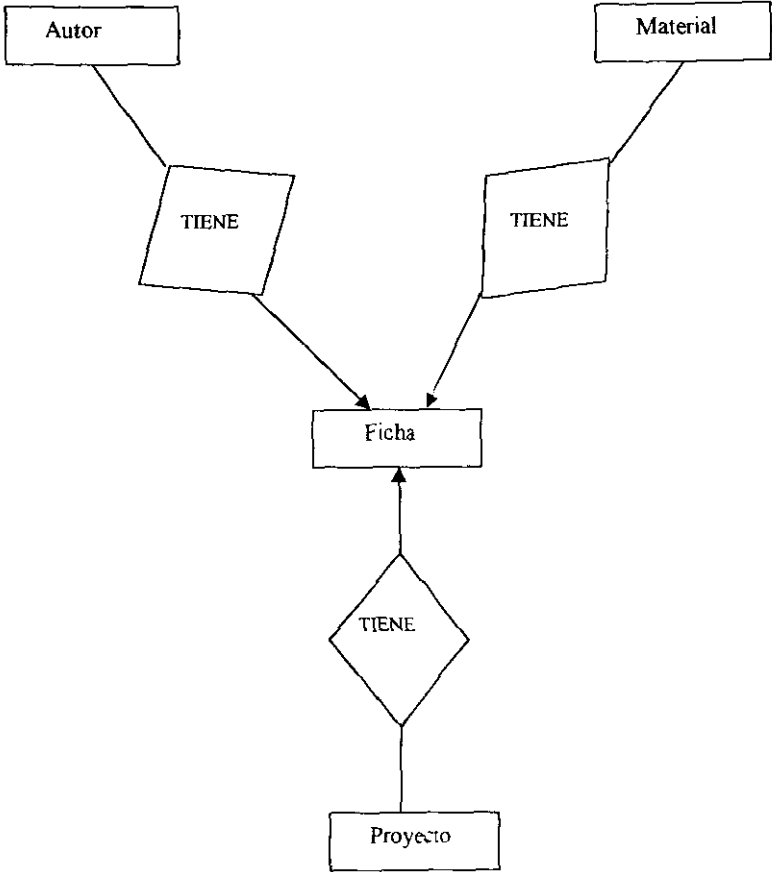 Autor
Material
TIENE
TIENE
Ficha
TIENE
Proyecto